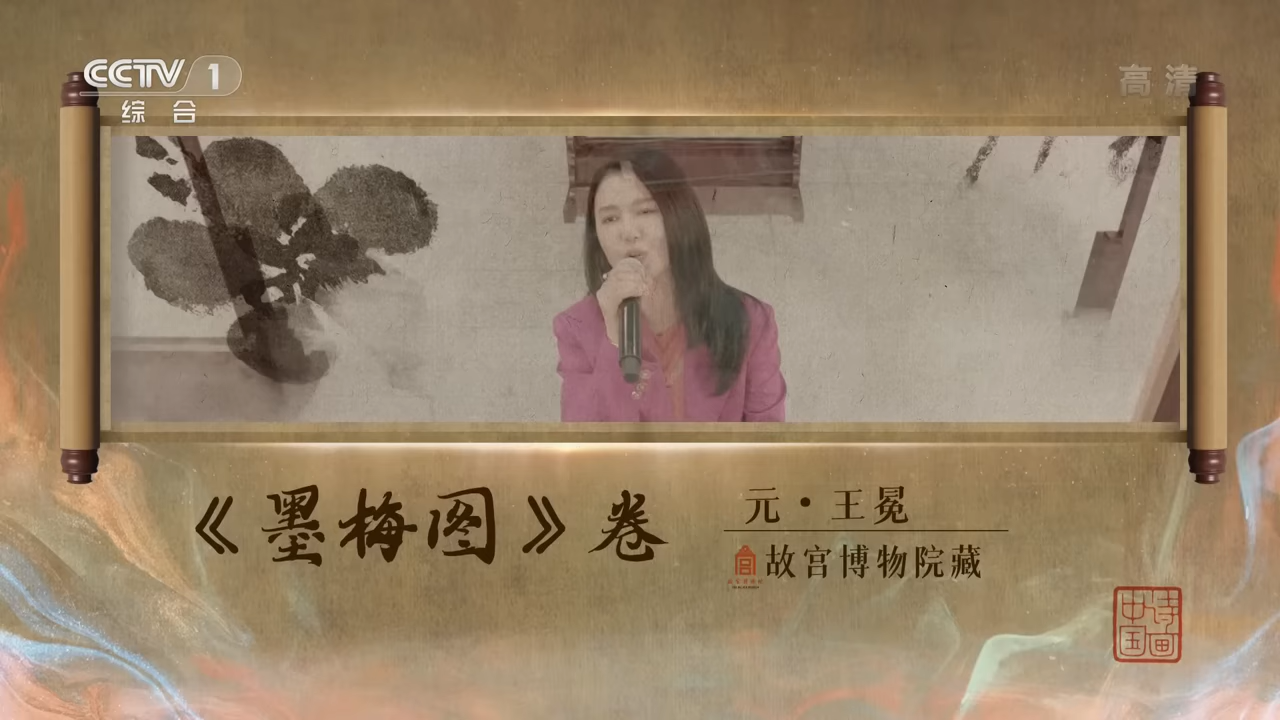 CCTV 1
综合
高清
《墨梅图》卷
元·王冕
故宫博物院藏
诗画
中国